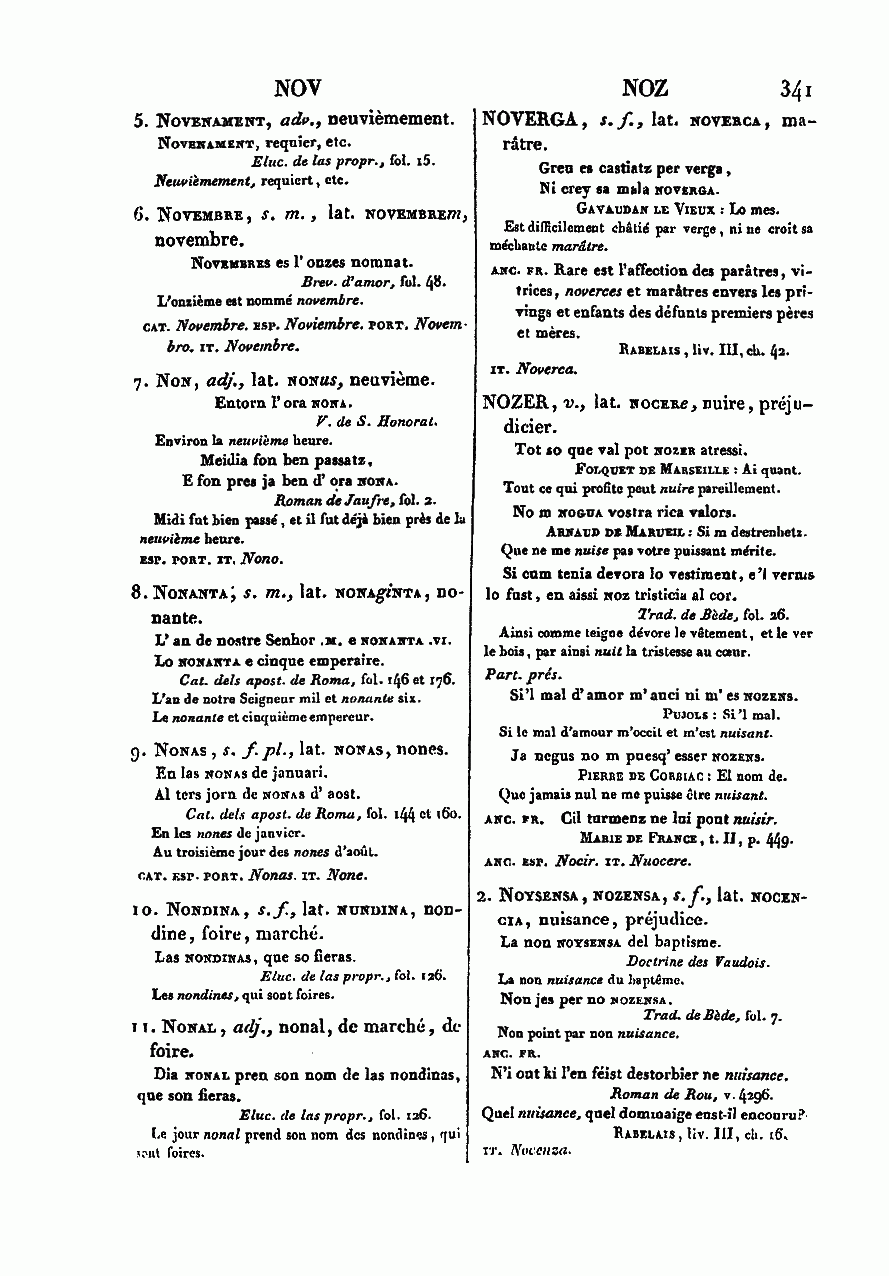 NOV
NOZ 341
5. NOVENAMENT, adv., neuvièmement.
NOVENAMENT, requier, etc.
Eluc. de las propr., fol. 15.
Neuvièmement, requiert, etc.
6. NOVEMBRE, s. m., lat. NOVEMBREm,
novembre.
NOVEMBRES es l'onzes nomnat.
Brev. d'amor, fol. 48.
L'onzième est nommé novembre.
CAT. Novembre. ESP. Noviembre. PORT. Novem-
bro. IT. Novembre.
7. NON, adj., lat. NONus, neuvième.
Entorn l'ora NONA.
V. de S. Honorat.
Environ la neuvième heure.
Meidia fon ben passatz,
E fon pres ja ben d'ora NONA.
Roman de Jaufre, fol. 2.
Midi fut bien passé, et il fut déjà bien près de la
neuvième heure.
ESP. PORT. IT. Nono.
8. NONANTA, s. m., lat. NONAgiNTA, no-
nante.
L'an de nostre Senhor .M. e NONANTA .VI.
Lo NONANTA e cinque emperaire.
Cat. dels apost. de Roma, fol. 146 et 176.
L'an de notre Seigneur mil et nonante six.
Le nonante et cinquième empereur.
9. NONAS, s. f. pl., lat. NONAS, nones.
En las NONAS de januari.
Al ters jorn de NONAS d'aost.
Cat. dels apost. de Roma, fol. 144 et 160.
En les nones de janvier.
Au troisième jour des nones d'août.
CAT. ESP. PORT. Nonas. IT. None.
10. NONDINA, s. f., lat. NUNDINA, non-
dine, foire, marché.
Las NONDINAS, que so fieras.
Eluc. de las propr., fol. 126.
Les nondines, qui sont foires.
11. NONAL, adj., nonal, de marché, de
foire.
Dia NONAL pren son nom de las nondinas,
que son fieras.
Eluc. de las propr., fol. 126.
Le jour nonal prend son nom des nondines, qui
sont foires.
NOVERGA, s. f., lat. NOVERCA, ma-
râtre.
Greu es castiatz per verga,
Ni crey sa mala NOVERGA.
GAVAUDAN LE VIEUX : Lo mes.
Est difficilement châtié par verge, ni ne croit sa
méchante marâtre.
ANC. FR. Rare est l'affection des parâtres, vi-
trices, noverces et marâtres envers les pri-
vings et enfants des défunts premiers pères
et mères.
RABELAIS, liv. III, ch. 42.
IT. Noverca.
NOZER, v., lat. NOCERe, nuire, préju-
dicier.
Tot so que val pot NOZER atressi.
FOLQUET DE MARSEILLE : Ai quant.
Tout ce qui profite peut nuire pareillement.
No m NOGUA vostra rica valors.
ARNAUD DE MARUEIL : Si m destrenhetz.
Que ne me nuise pas votre puissant mérite.
Si cum tenia devora lo vestiment, e'l verms
lo fust, en aissi NOZ tristicia al cor.
Trad. de Bède, fol. 26.
Ainsi comme teigne dévore le vêtement, et le ver
le bois, par ainsi nuit la tristesse au cœur.
Part. prés.
Si'l mal d'amor m'auci ni m'es NOZENS.
PUJOLS : Si'l mal.
Si le mal d'amour m'occit et m'est nuisant.
Ja negus no m puesq'esser NOZENS.
PIERRE DE CORBIAC : El nom de.
Que jamais nul ne me puisse être nuisant.
ANC. FR. Cil turmenz ne lui pont nuisir.
MARIE DE FRANCE, t. II, p. 449.
ANC. ESP. Nocir. IT. Nuocere.
2. NOYSENSA, NOZENSA, s. f., lat. NOCEN-
CIA, nuisance, préjudice.
La non NOYSENSA del baptisme.
Doctrine des Vaudois.
La non nuisance du baptême.
Non jes per no NOZENSA.
Trad. de Bède, fol. 7.
Non point par non nuisance.
ANC. FR.
N'i ont ki l'en féist destorbier ne nuisance.
Roman de Rou, v. 4296.
Quel nuisance, quel dommaige eust-il encouru?
RABELAIS, liv. III, ch. 16.
IT. Nocenza.